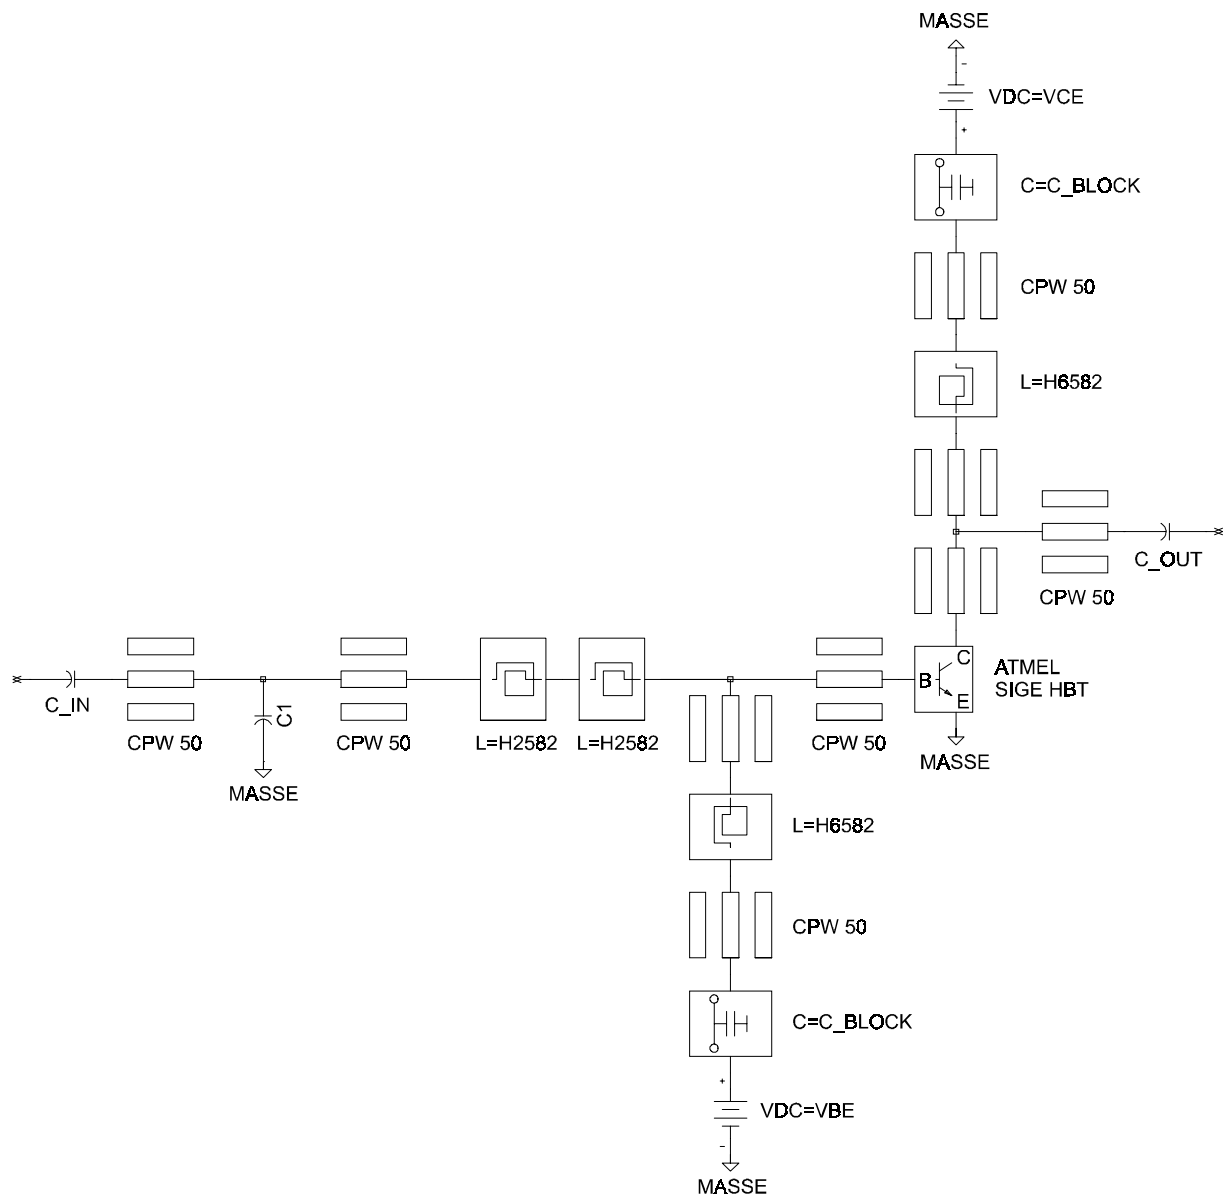 MASSE
-
VDC=VCE
+
C=C_BLOCK
CPW 50
L=H6582
C_OUT
CPW 50
C
B
E
ATMEL
SIGE HBT
MASSE
C_IN
CPW 50
C1
MASSE
CPW 50
L=H2582
L=H2582
CPW 50
L=H6582
CPW 50
C=C_BLOCK
+
VDC=VBE
-
MASSE